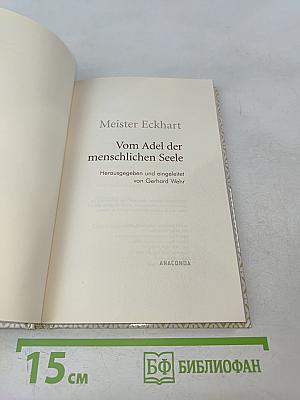 Meister Eckhart
Vom Adel der
menschlichen Seele
Herausgegeben und eingeleitet
von Gerhard Wehr
ANACONDA
15 см
БФ БИБЛИОФАН